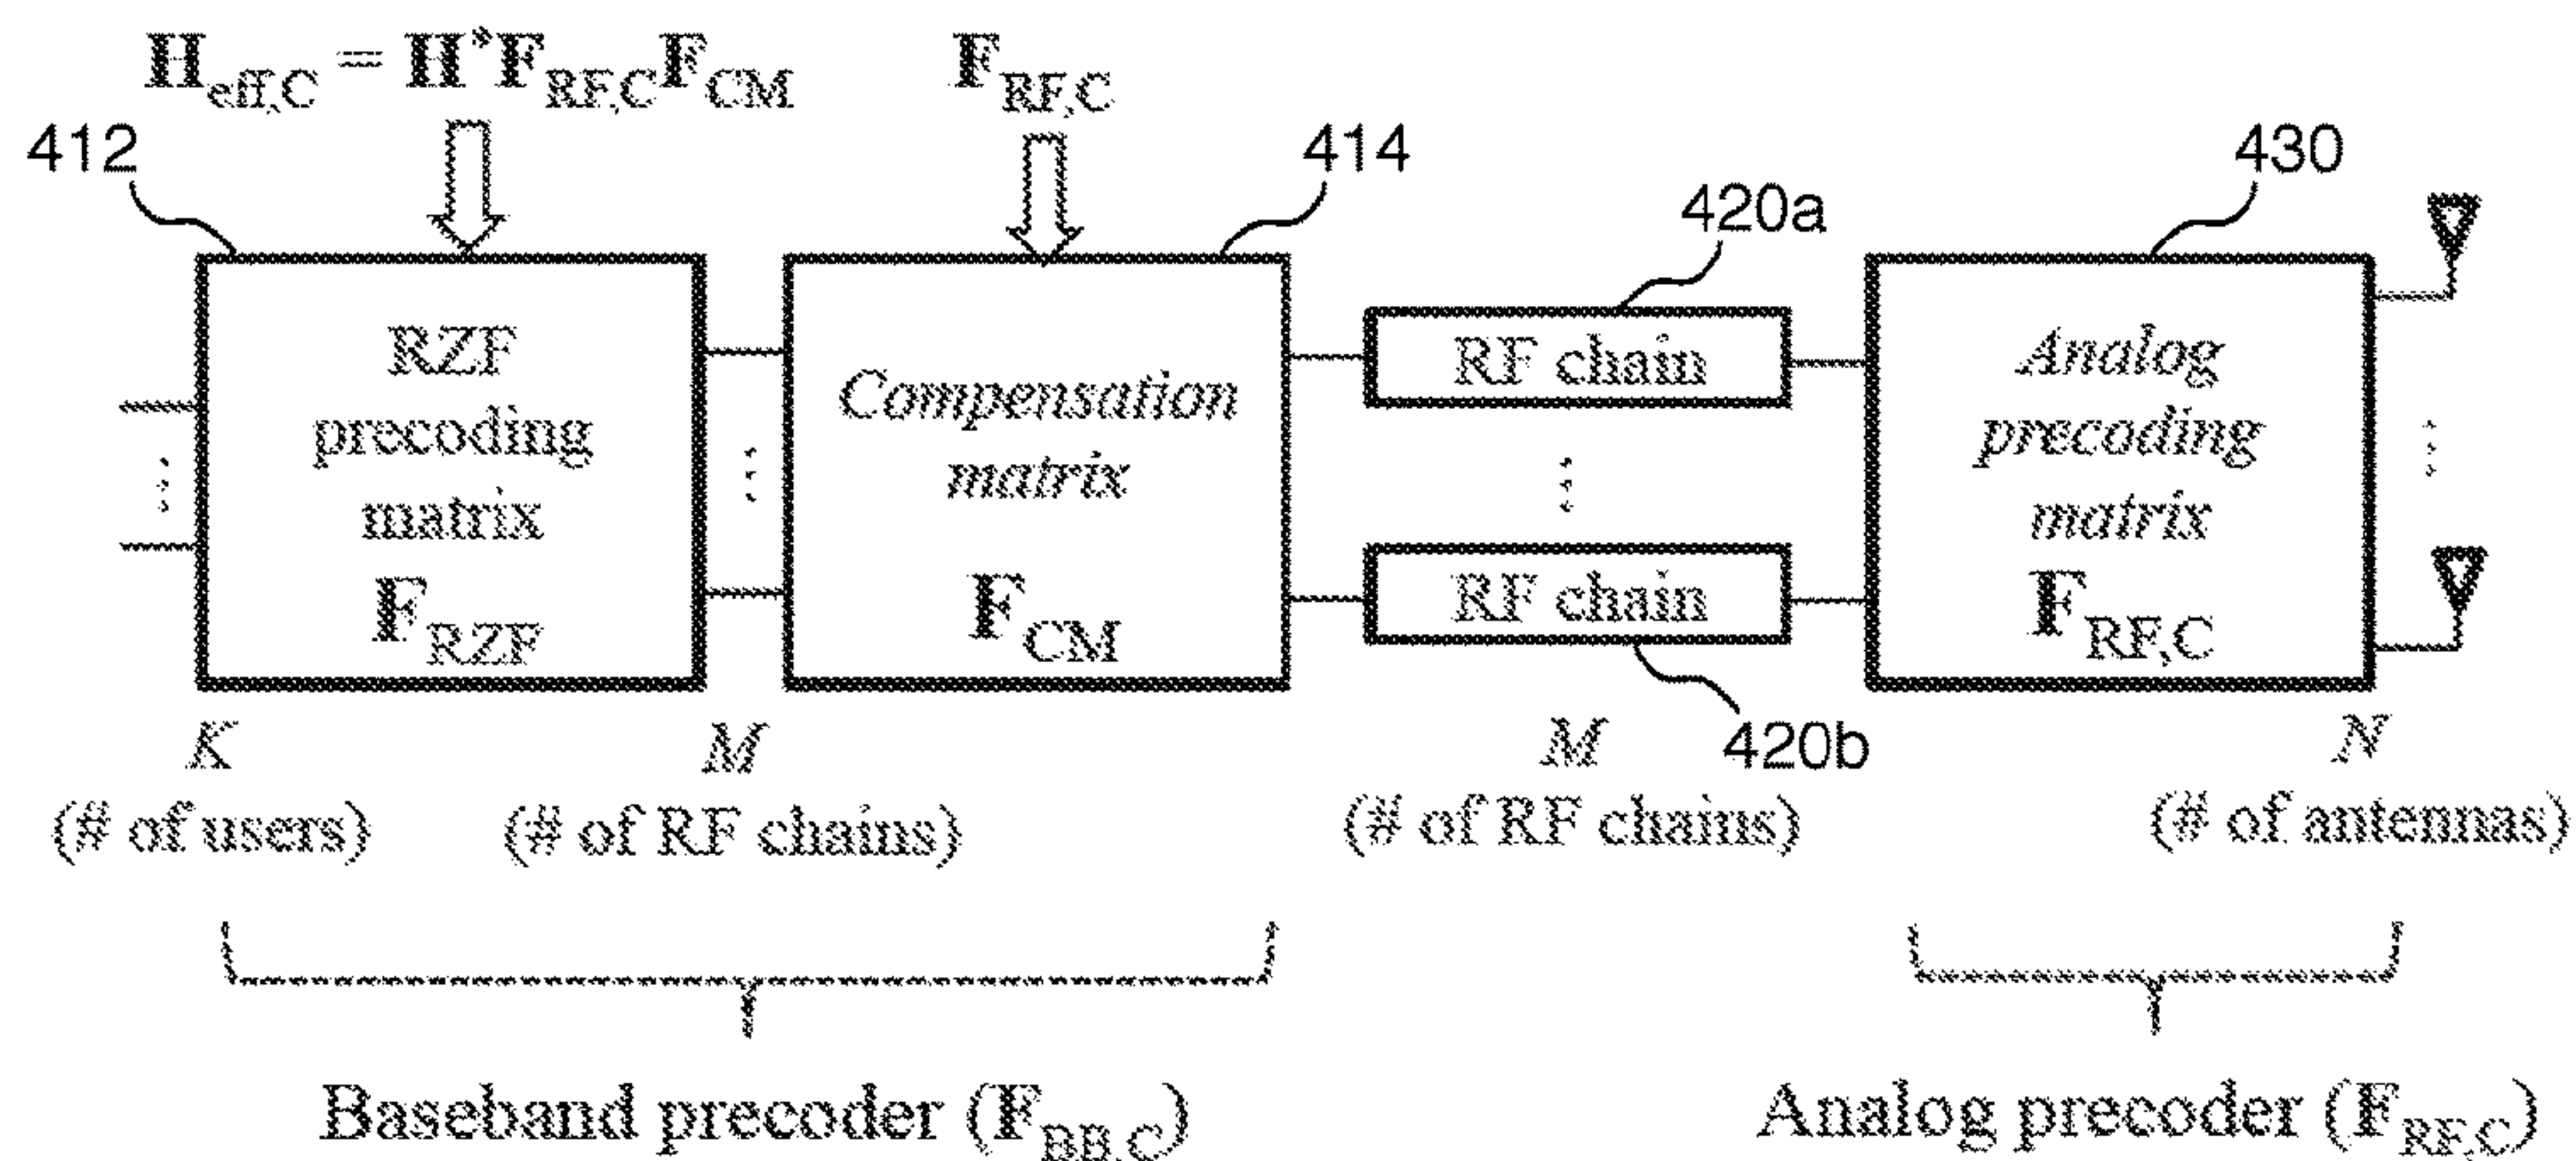 H_eff,C = H*F_RF,C F_CM
F_RF,C
412
414
420a
430
RZF
precoding
matrix
F_RZF
Compensation
matrix
F_CM
RF chain
RF chain
Analog
precoding
matrix
F_RF,C
420b
K
(# of users)
M
(# of RF chains)
M
(# of RF chains)
N
(# of antennas)
Baseband precoder (F_BB,C)
Analog precoder (F_RF,C)